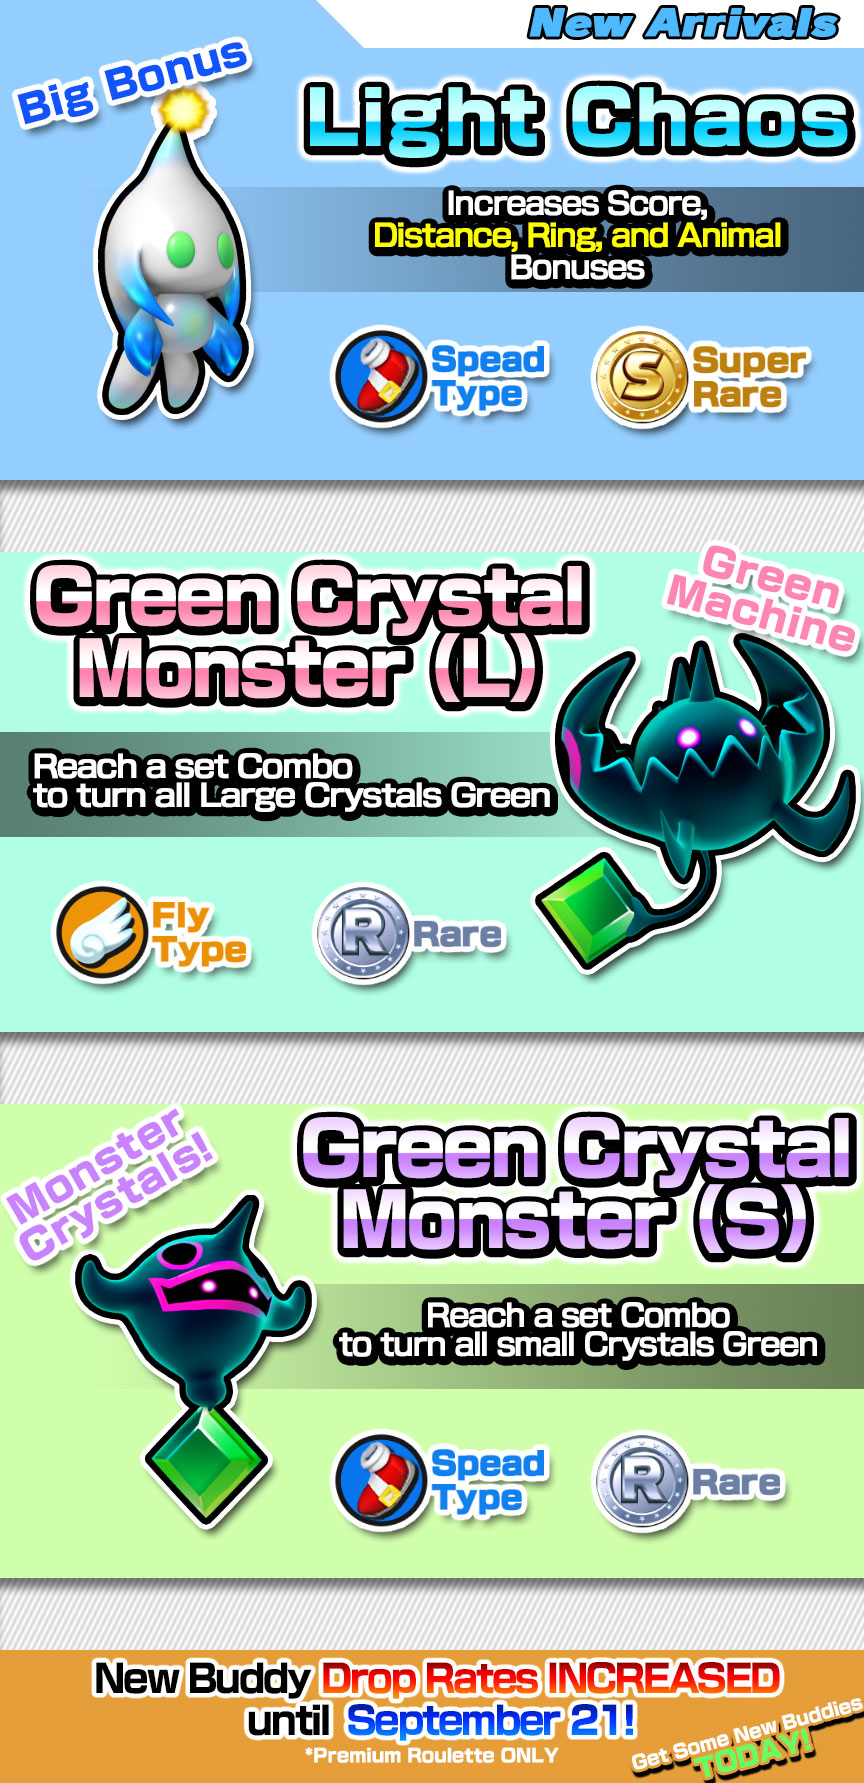 New Arrivals
Big Bonus
Light Chaos
Increases Score,
Distance, Ring, and Animal
Bonuses
Spead
Type
S
Super
Rare
Green Crystal
Monster (L)
Green
Machine
Reach a set Combo
to turn all Large Crystals Green
Fly
Type
R
Rare
Monster
Crystals!
Green Crystal
Monster (S)
Reach a set Combo
to turn all small Crystals Green
Spead
Type
R
Rare
New Buddy Drop Rates INCREASED
until September 21!
*Premium Roulette ONLY
Get Some New Buddies
TODAY!